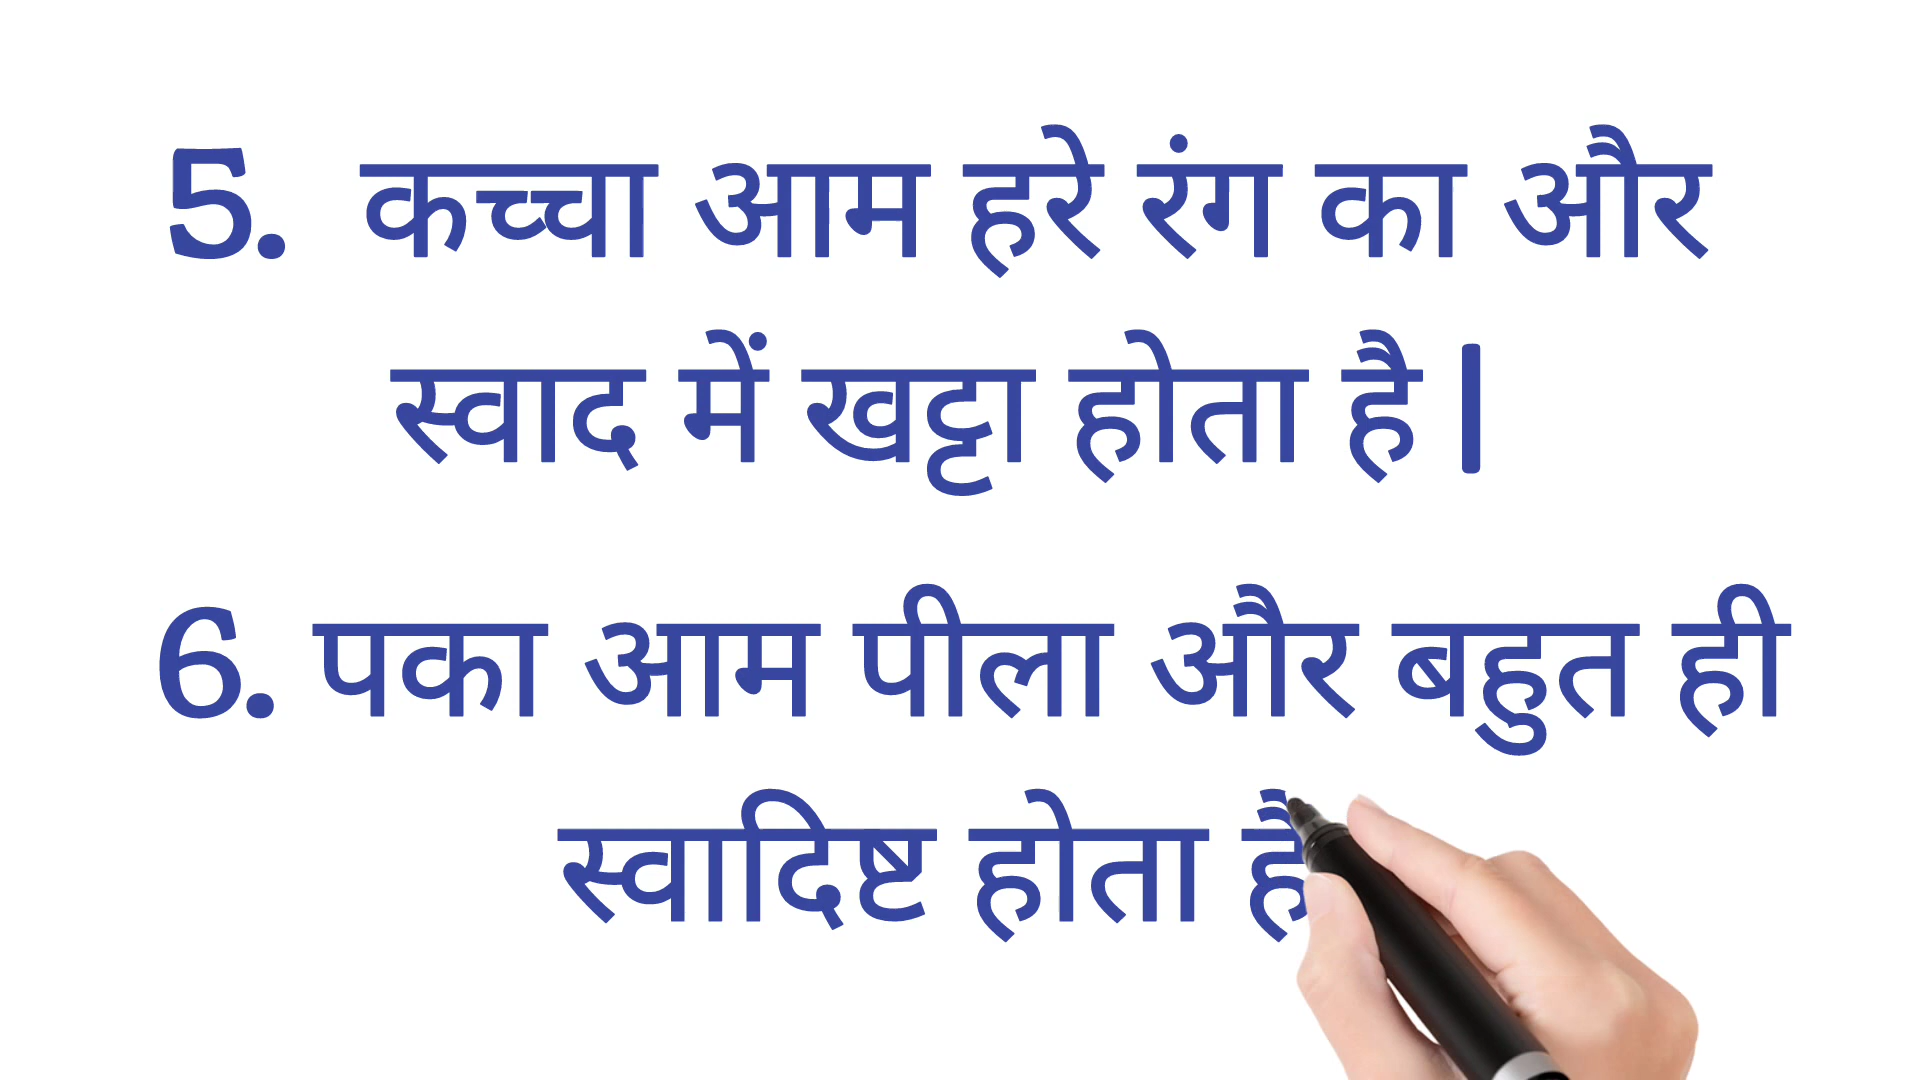 5. कच्चा आम हरे रंग का और
स्वाद में खट्टा होता है |
6. पका आम पीला और बहुत ही
स्वादिष्ट होता है